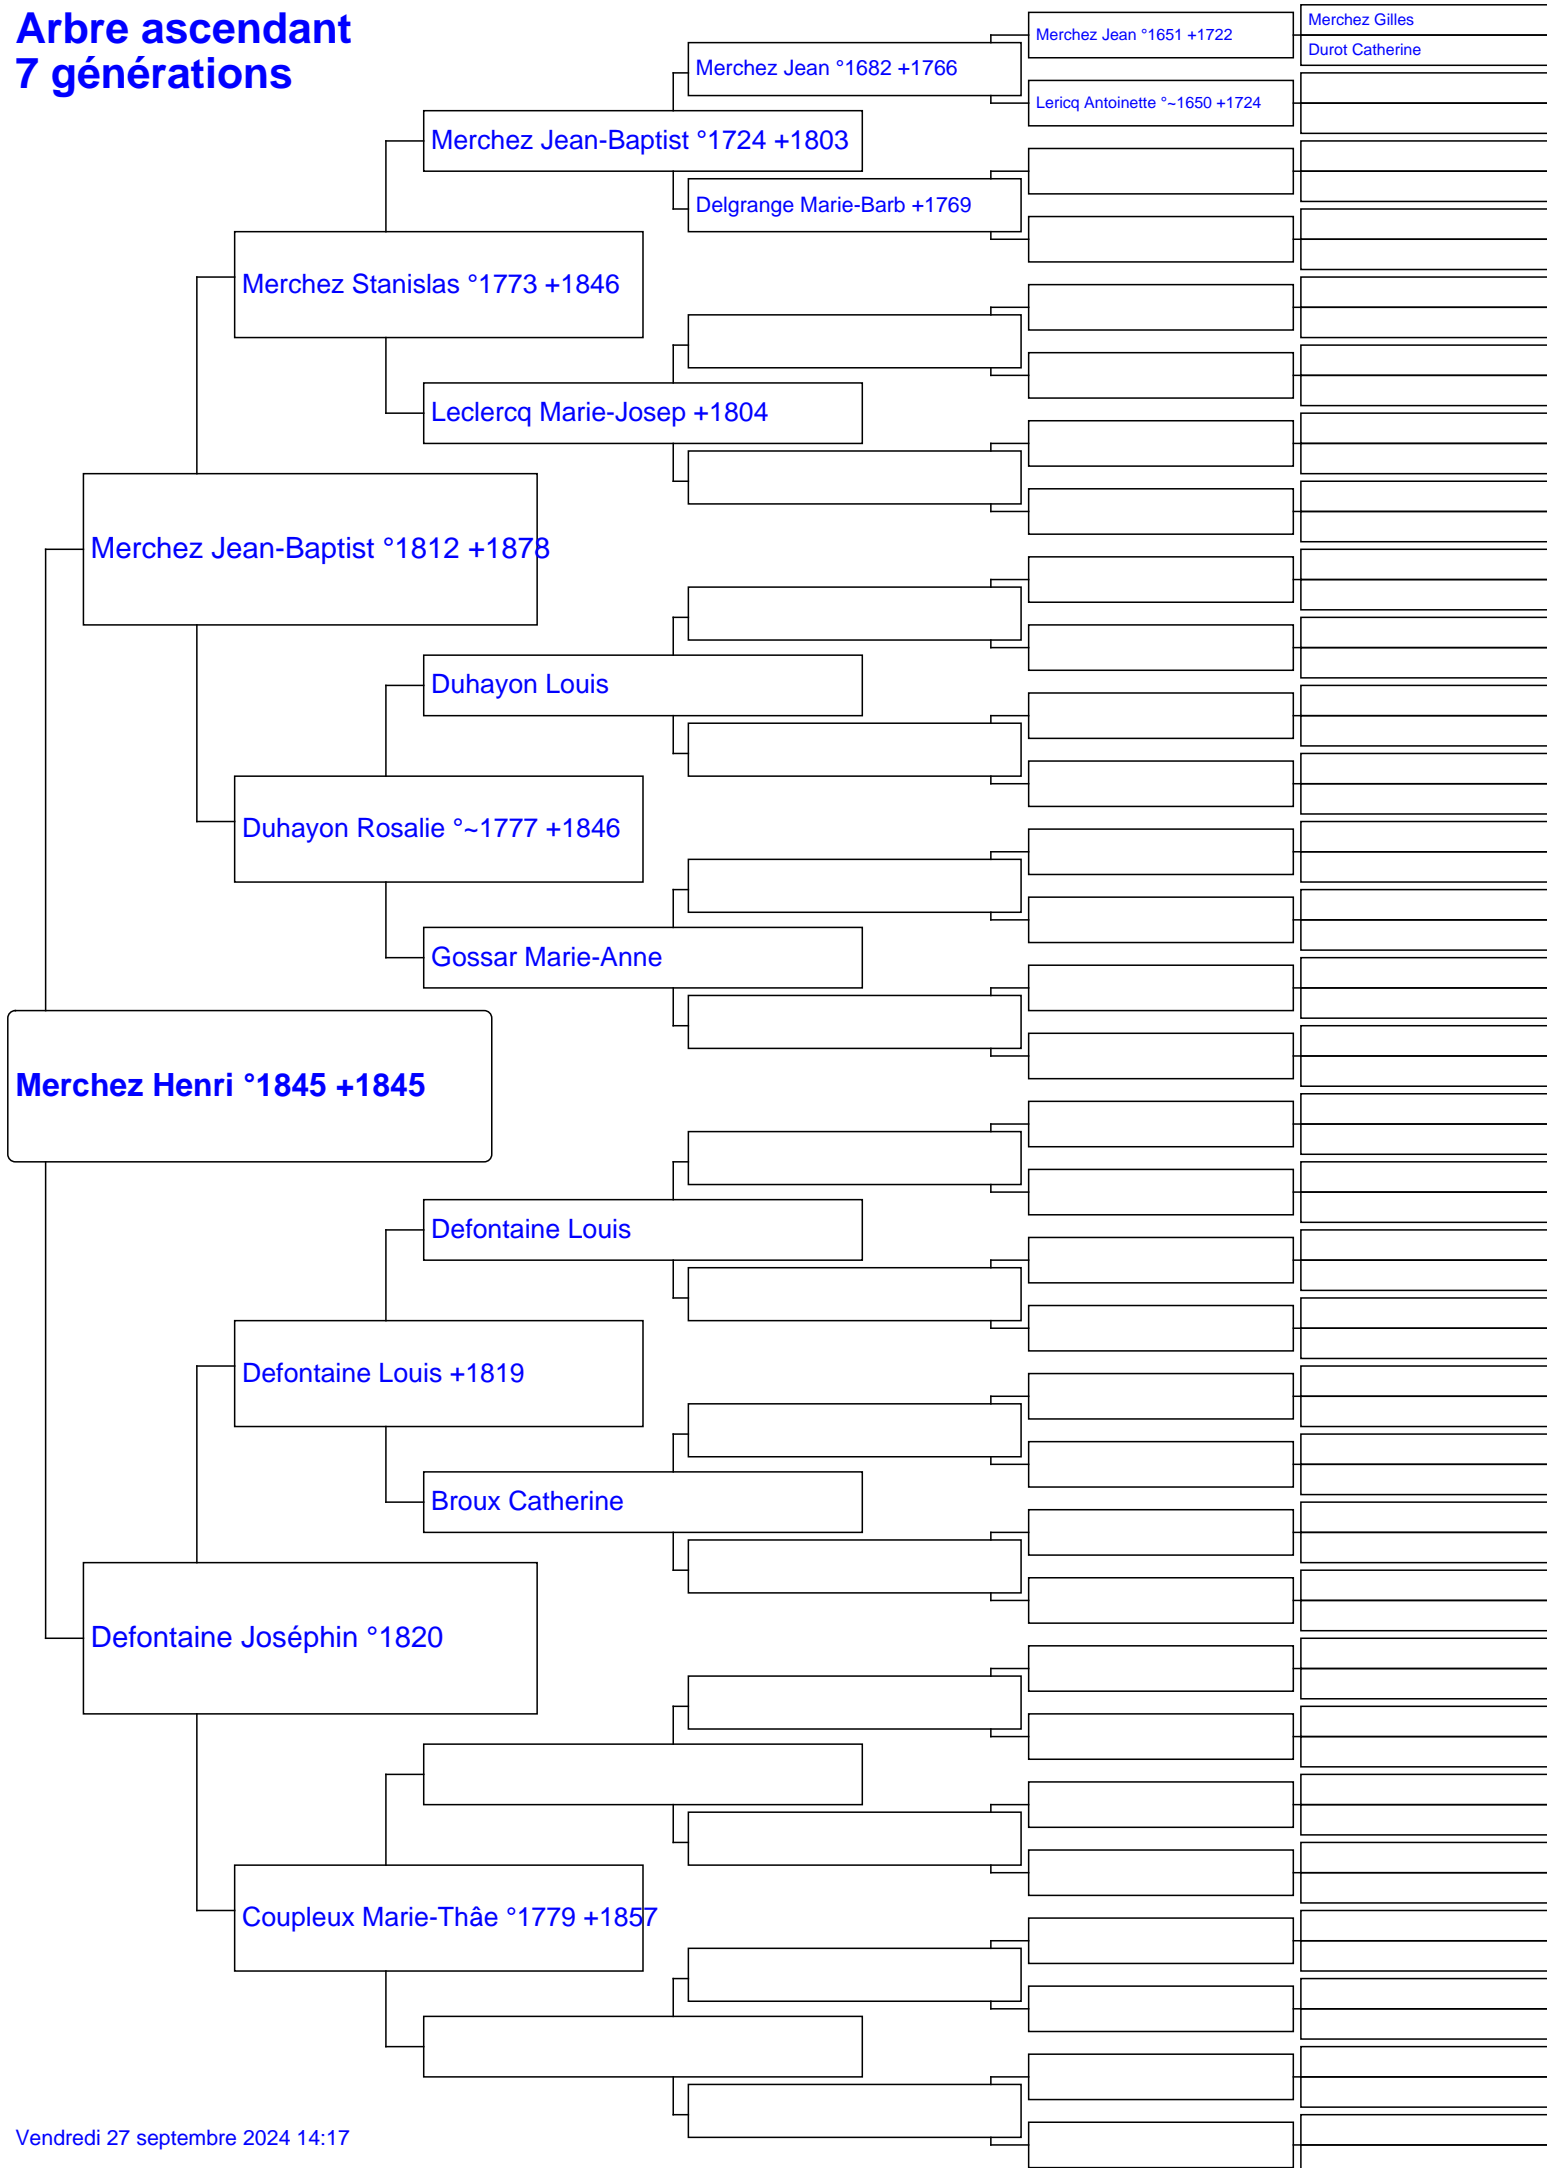 Arbre ascendant
7 générations
Merchez Gilles
Merchez Jean °1651 +1722
Durot Catherine
Merchez Jean °1682 +1766
Lericq Antoinette °~1650 +1724
Merchez Jean-Baptist °1724 +1803
Delgrange Marie-Barb +1769
Merchez Stanislas °1773 +1846
Leclercq Marie-Josep +1804
Merchez Jean-Baptist °1812 +1878
Duhayon Louis
Duhayon Rosalie °~1777 +1846
Gossar Marie-Anne
Merchez Henri °1845 +1845
Defontaine Louis
Defontaine Louis +1819
Broux Catherine
Defontaine Joséphin °1820
Coupleux Marie-Thâe °1779 +1857
Vendredi 27 septembre 2024 14:17